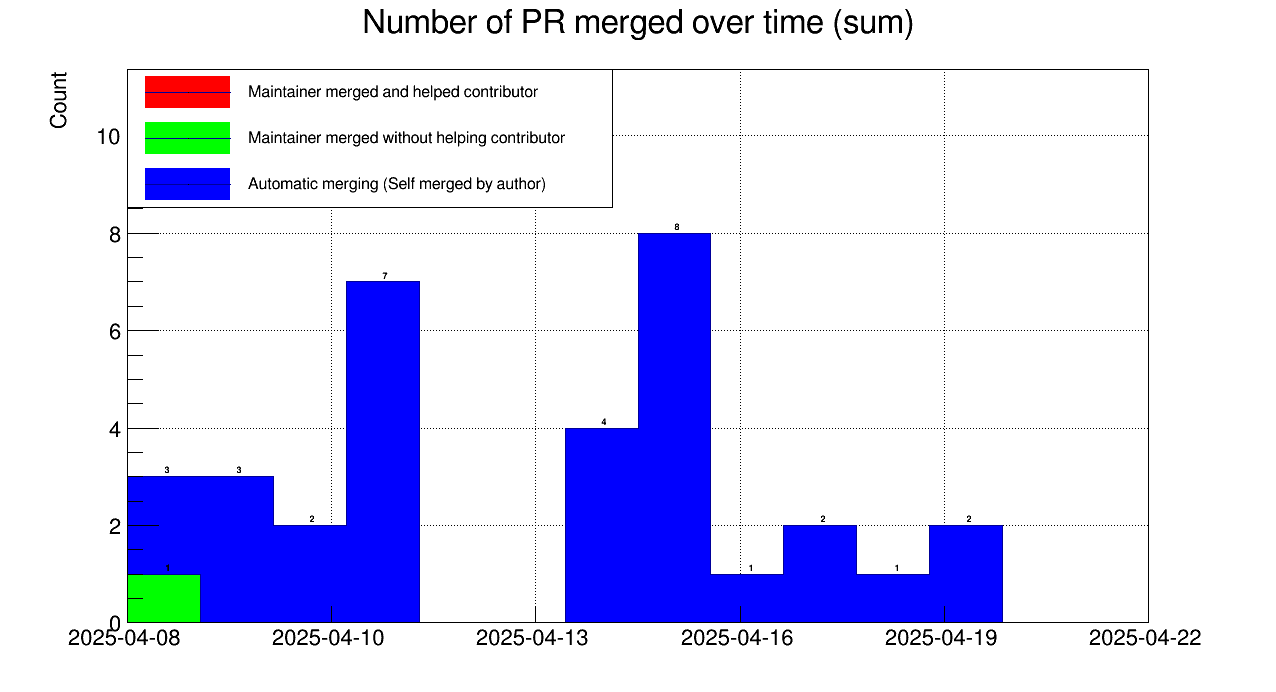 Number of PR merged over time (sum)
Count
Maintainer merged and helped contributor
Maintainer merged without helping contributor
Automatic merging (Self merged by author)
10
8
6
4
2
0
8
7
4
3 3
2 2 2
1 1 1
2025-04-08 2025-04-10 2025-04-13 2025-04-16 2025-04-19 2025-04-22